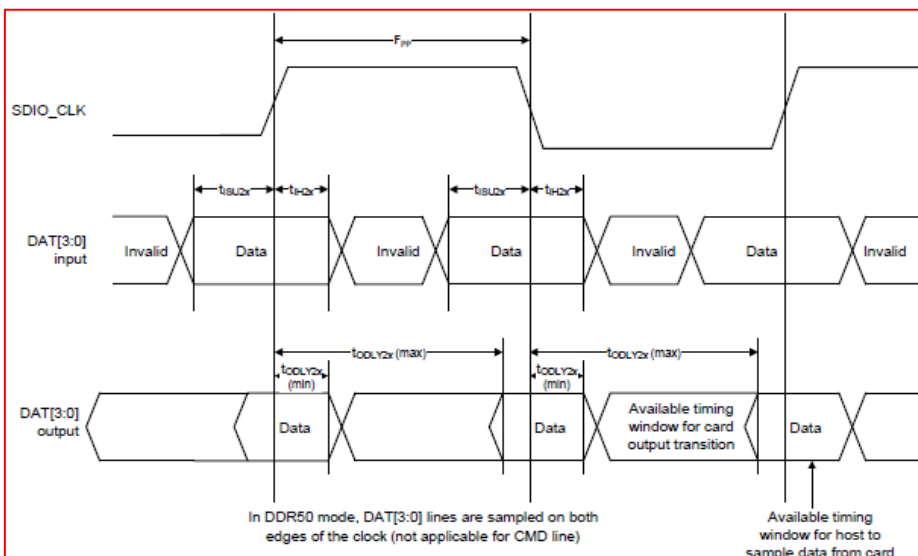 Fpp
SDIO_CLK
tISU2x
tIH2x
tISU2x
tIH2x
DAT[3:0]
input
Invalid
Data
Invalid
Data
Invalid
Data
Invalid
tODLY2x (max)
tODLY2x (max)
tODLY2x
(min)
tODLY2x
(min)
DAT[3:0]
output
Data
Data
Available timing
window for card
output transition
Data
In DDR50 mode, DAT[3:0] lines are sampled on both
edges of the clock (not applicable for CMD line)
Available timing
window for host to
sample data from card